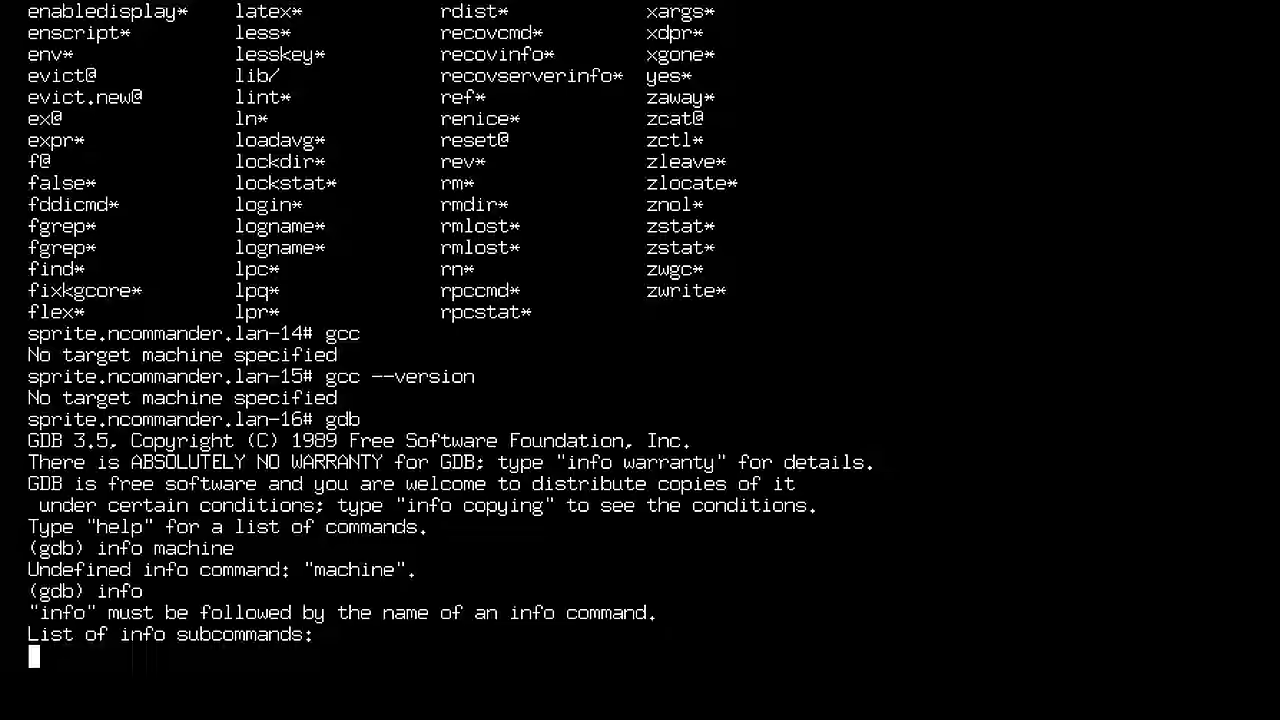 enabledisplay*    latex*         rdist*            xargs*
enscript*         less*          recovcmd*         xdpr*
env*              lesskey*       recovinfo*        xgone*
evict@            lib/           recovserverinfo*  yes*
evict.new@        lint*          ref*              zaway*
ex@               ln*            renice*           zcat@
expr*             loadavg*       reset@            zctl*
f@                lockdir*       rev*              zleave*
false*            lockstat*      rm*               zlocate*
fddicmd*          login*         rmdir*            znol*
fgrep*            logname*       rmlost*           zstat*
fgrep*            logname*       rmlost*           zstat*
find*             lpc*           rn*               zwgc*
fixkgcore*        lpq*           rpccmd*           zwrite*
flex*             lpr*           rpcstat*
sprite.ncommander.lan-14# gcc
No target machine specified
sprite.ncommander.lan-15# gcc --version
No target machine specified
sprite.ncommander.lan-16# gdb
GDB 3.5, Copyright (C) 1989 Free Software Foundation, Inc.
There is ABSOLUTELY NO WARRANTY for GDB; type "info warranty" for details.
GDB is free software and you are welcome to distribute copies of it
 under certain conditions; type "info copying" to see the conditions.
Type "help" for a list of commands.
(gdb) info machine
Undefined info command: "machine".
(gdb) info
"info" must be followed by the name of an info command.
List of info subcommands: